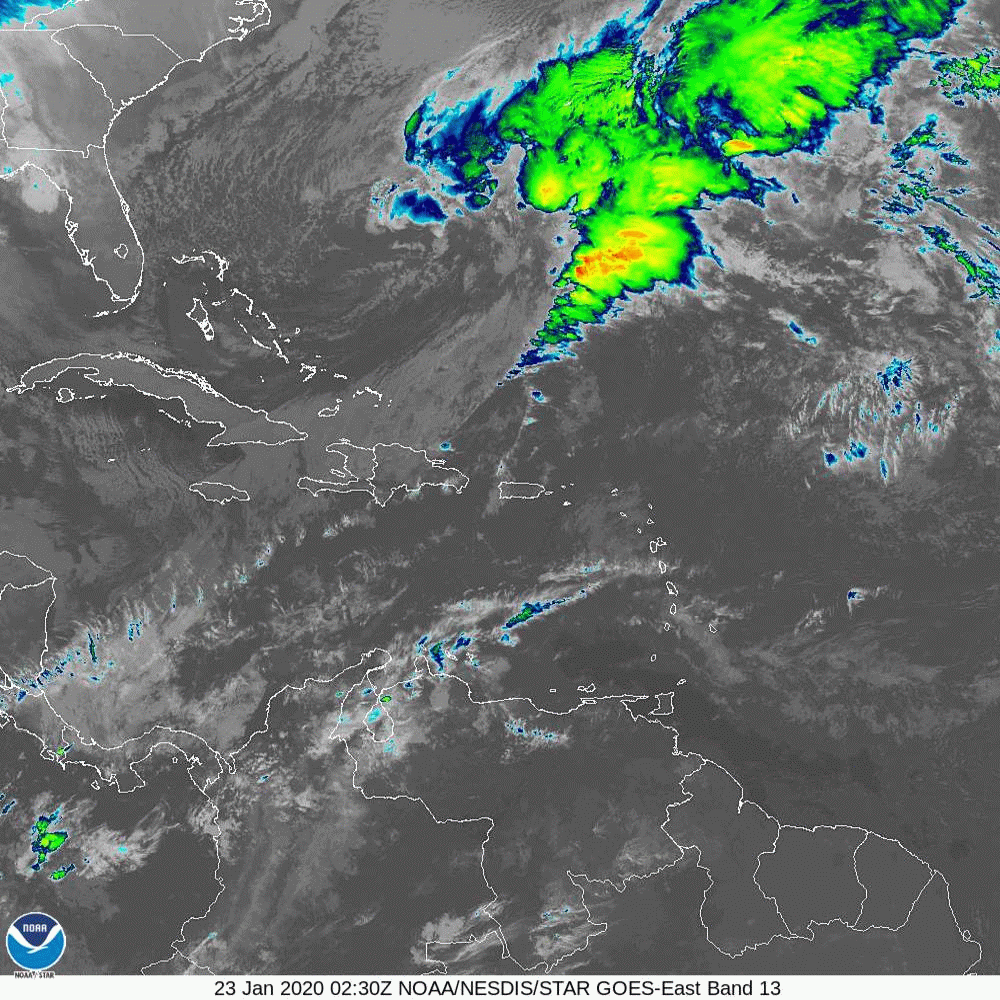 NOAA
NOAA / STAR
23 Jan 2020 02:30Z NOAA/NESDIS/STAR GOES-East Band 13